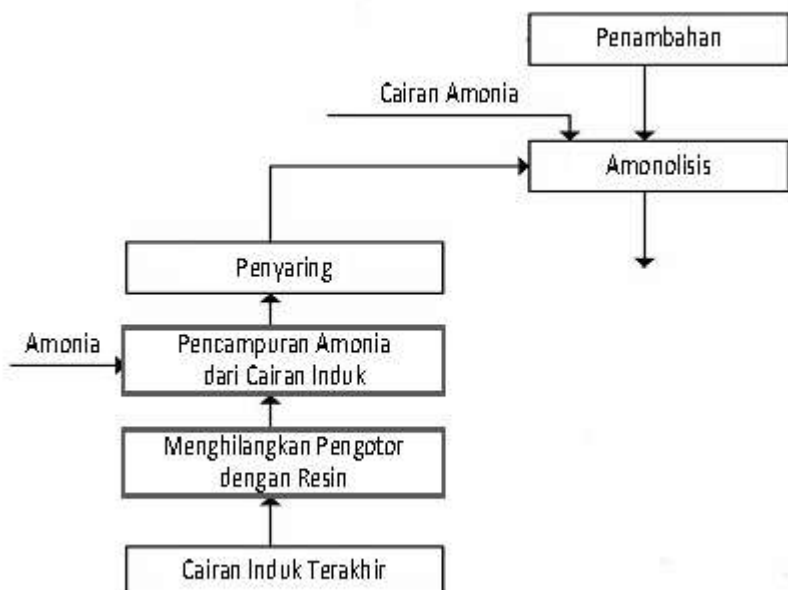 Penambahan
Cairan Amonia
Amonolisis
Penyaring
Amonia
Pencampuran Amonia
dari Cairan Induk
Menghilangkan Pengotor
dengan Resin
Cairan Induk Terakhir